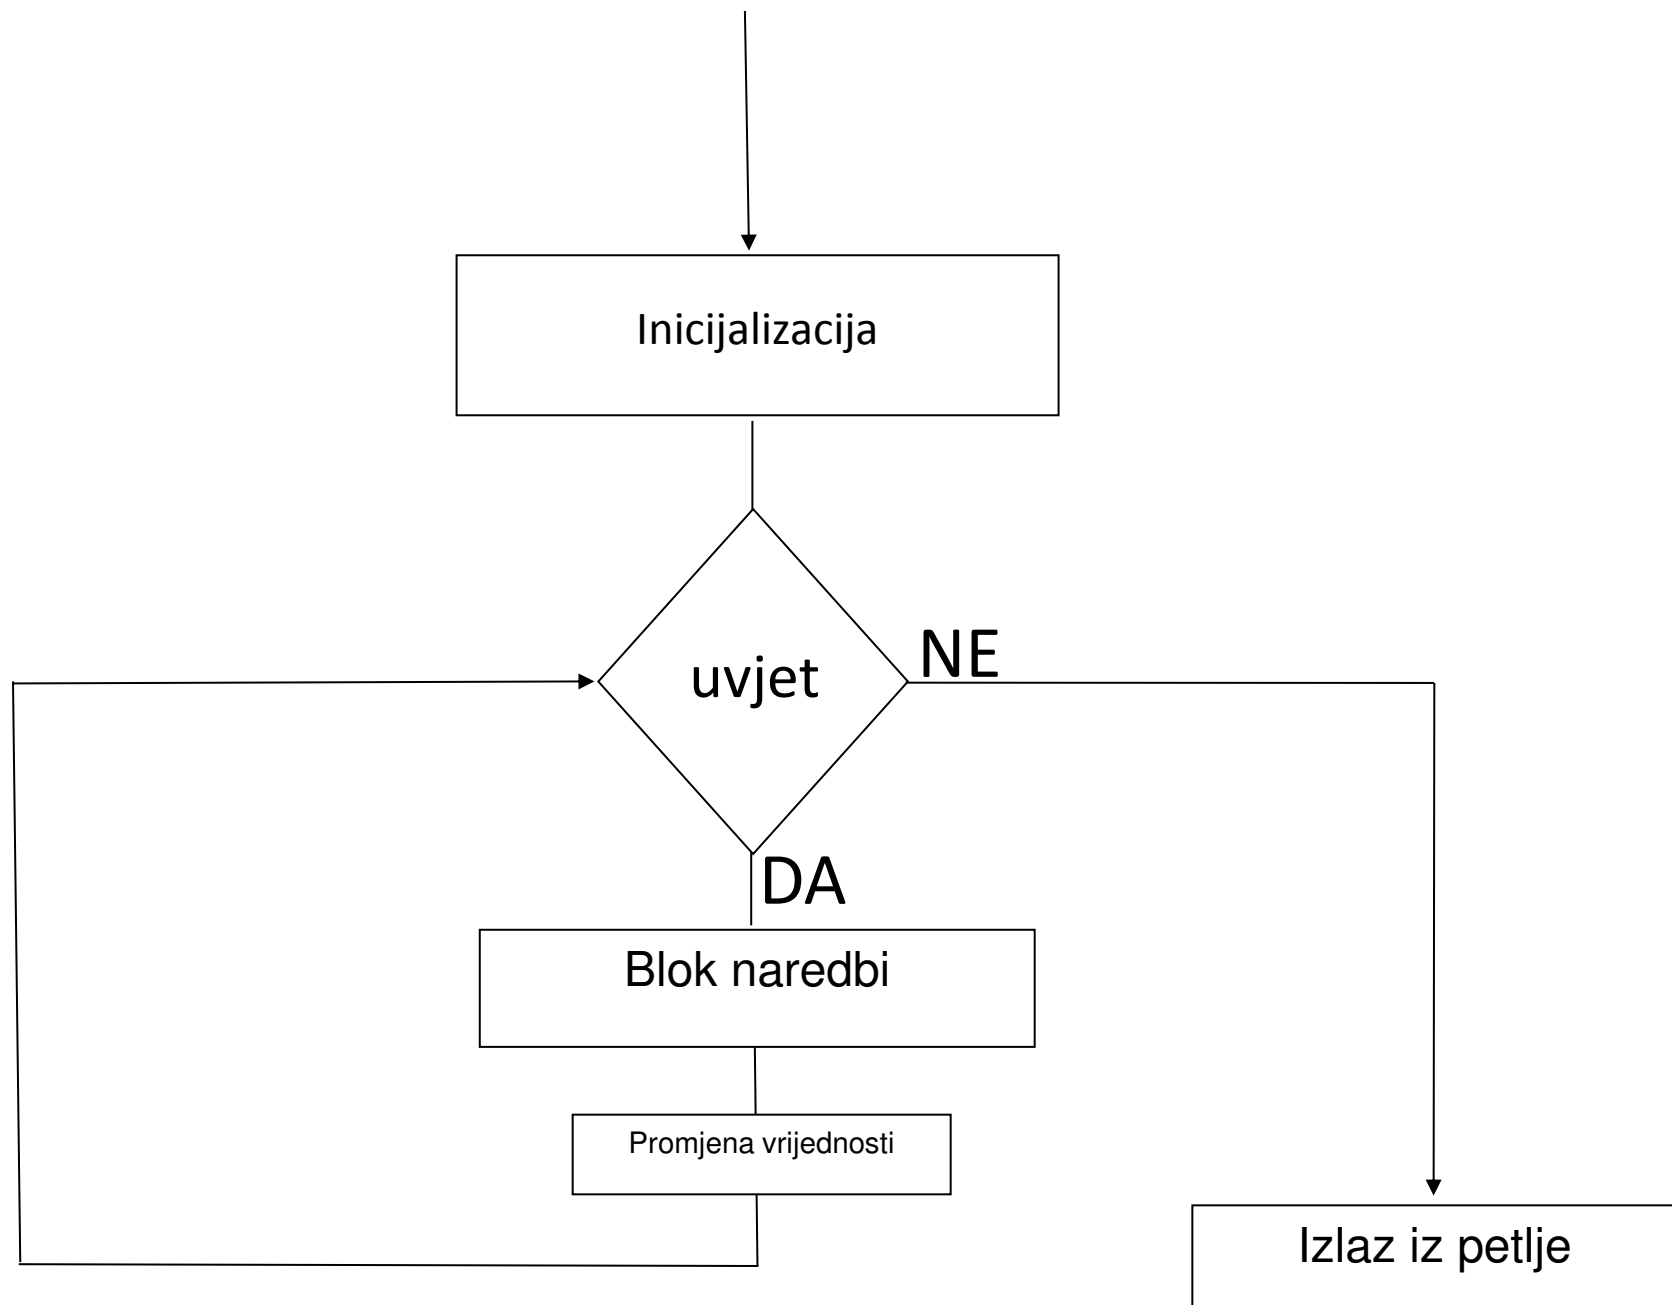 Inicijalizacija
uvjet
NE
DA
Blok naredbi
Promjena vrijednosti
Izlaz iz petlje